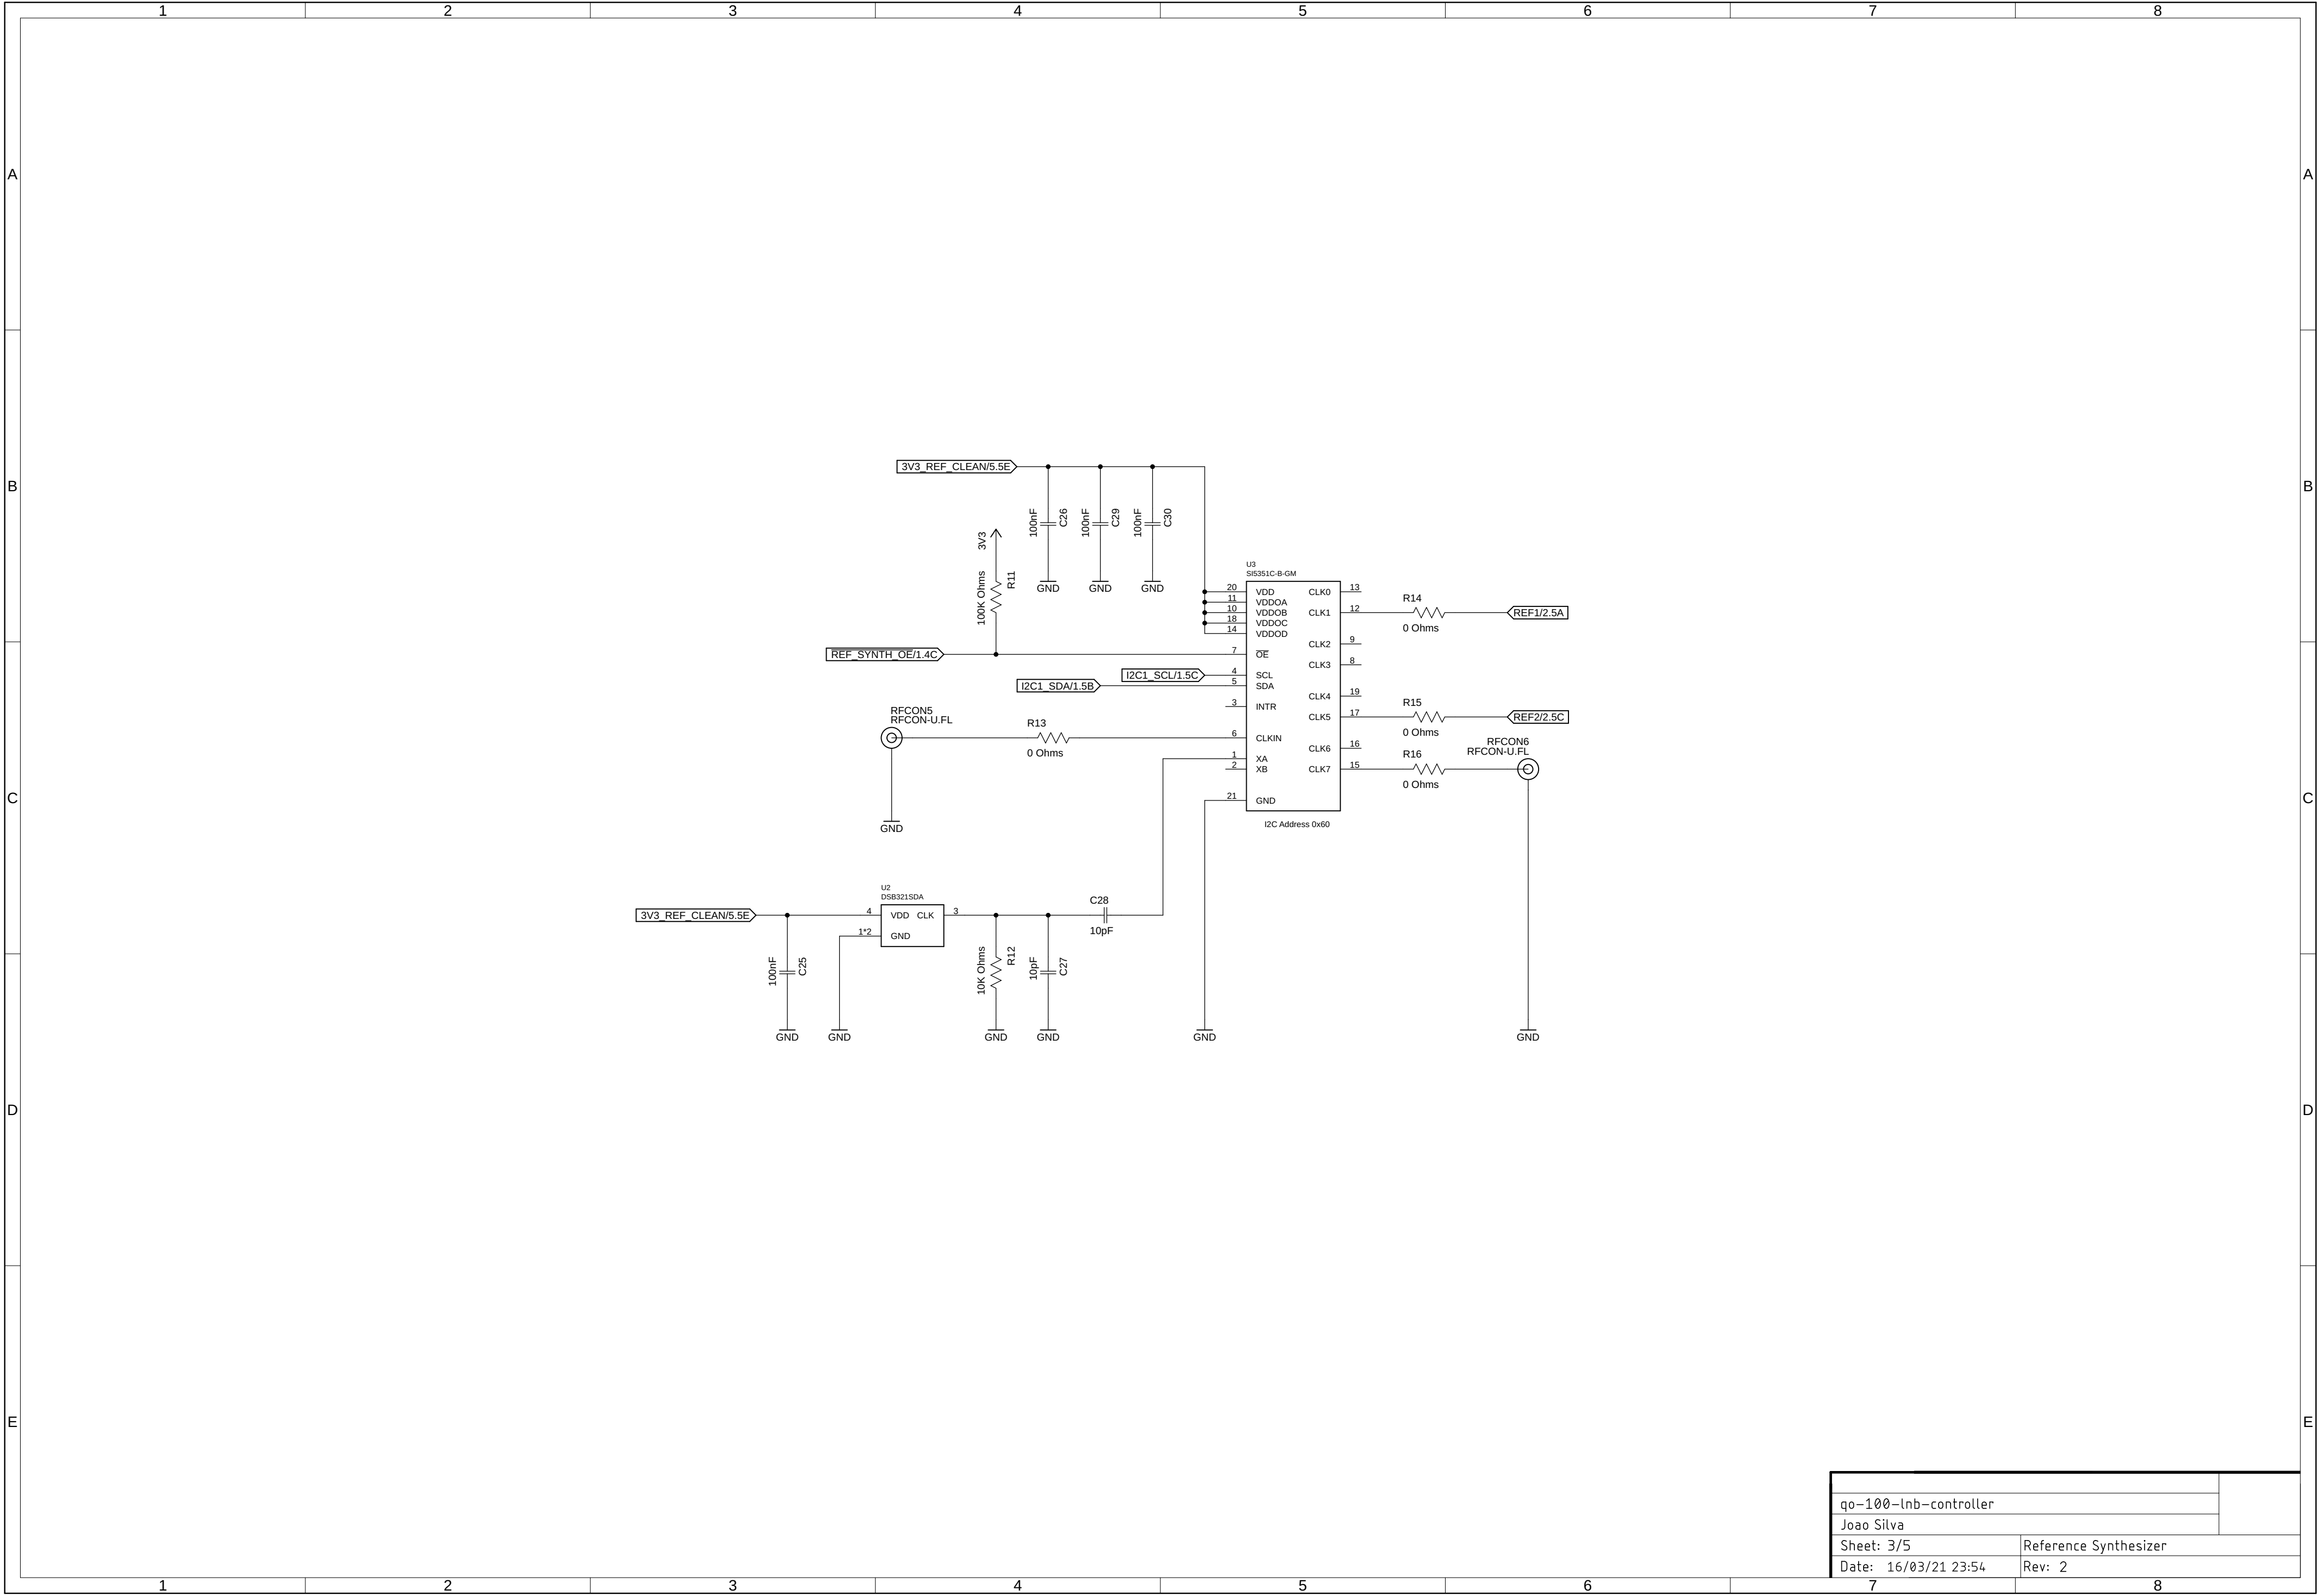 1 2 3 4 5 6 7 8
A A
B B
3V3_REF_CLEAN/5.5E
100nF C26
100nF C29
100nF C30
GND GND GND
3V3
100K Ohms R11
U3
SI5351C-B-GM
20 VDD CLK0 13
11 VDDOA
10 VDDOB CLK1 12
18 VDDOC
14 VDDOD
R14
0 Ohms
REF1/2.5A
REF_SYNTH_OE/1.4C
7 OE CLK2 9
CLK3 8
I2C1_SCL/1.5C
4 SCL
I2C1_SDA/1.5B
5 SDA
CLK4 19
3 INTR
CLK5 17
R15
0 Ohms
REF2/2.5C
RFCON5
RFCON-U.FL
R13
0 Ohms
6 CLKIN
CLK6 16
1 XA
2 XB CLK7 15
R16
0 Ohms
RFCON6
RFCON-U.FL
21 GND
I2C Address 0x60
C C
GND
U2
DSB321SDA
3V3_REF_CLEAN/5.5E
4 VDD CLK 3
1*2 GND
C28
10pF
100nF C25
10K Ohms R12
10pF C27
GND GND GND GND GND GND
D D
E E
qo-100-lnb-controller
Joao Silva
Sheet: 3/5 Reference Synthesizer
Date: 16/03/21 23:54 Rev: 2
1 2 3 4 5 6 7 8